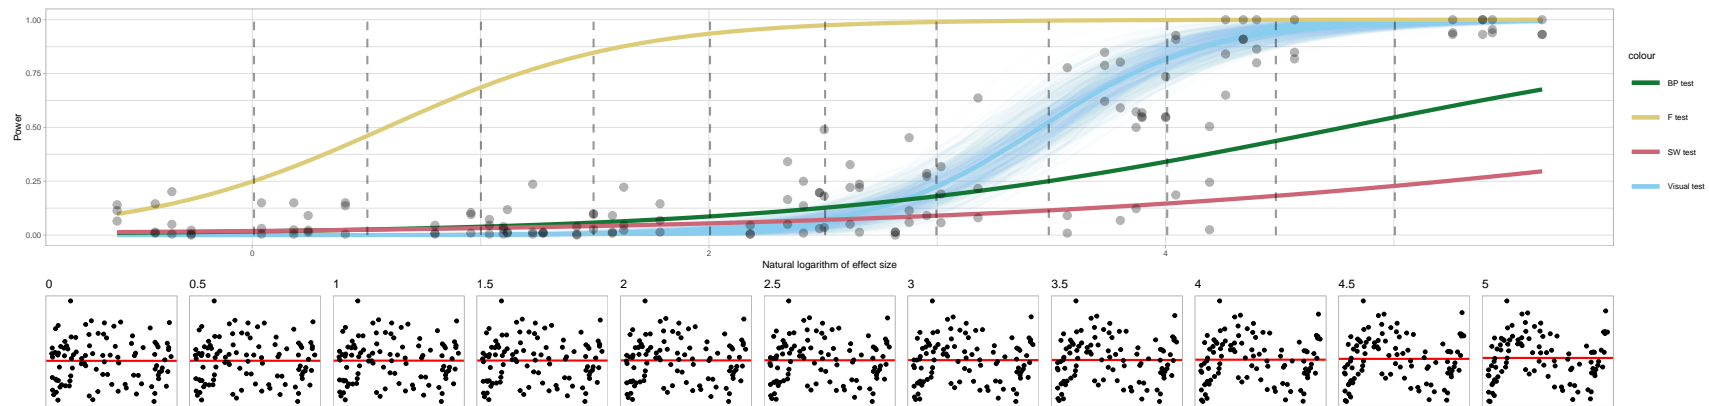 1.00
0.75
0.50
0.25
0.00
Power
0 2 4
Natural logarithm of effect size
colour
BP test
F test
SW test
Visual test
0 0.5 1 1.5 2 2.5 3 3.5 4 4.5 5